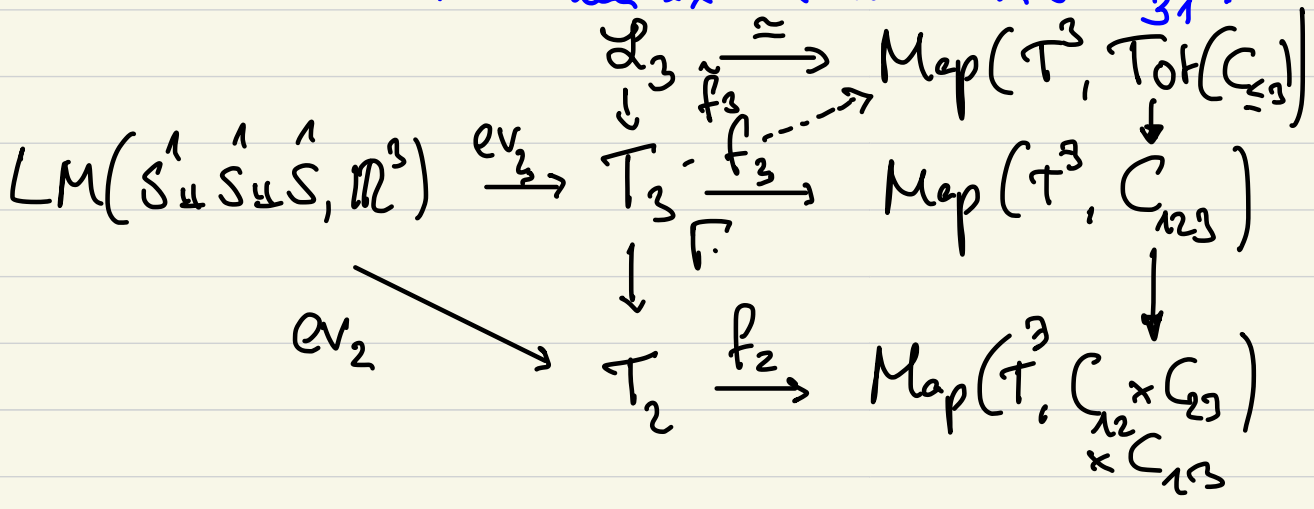 ℒ₃ ≃→ Map(T³, Tot(C_{≤3}))
↓ f̃₃ ⇢ ↓
LM(S¹⊔S¹⊔S¹, ℝ³) ev₃→ T₃ f₃→ Map(T³, C₁₂₃)
↓ Γ. ↓
ev₂ ↘ T₂ f₂→ Map(T³, C₁₂×C₂₃
×C₁₃)